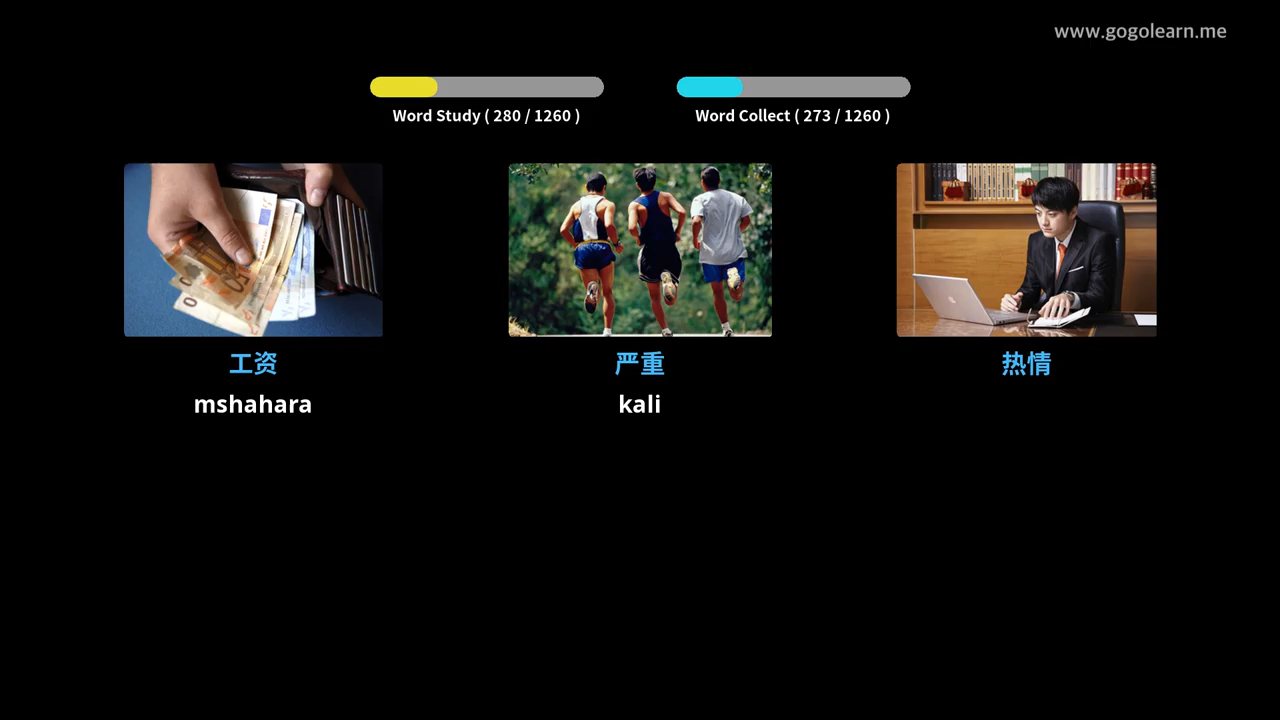 www.gogolearn.me
Word Study ( 280 / 1260 )
Word Collect ( 273 / 1260 )
工资
严重
热情
mshahara
kali